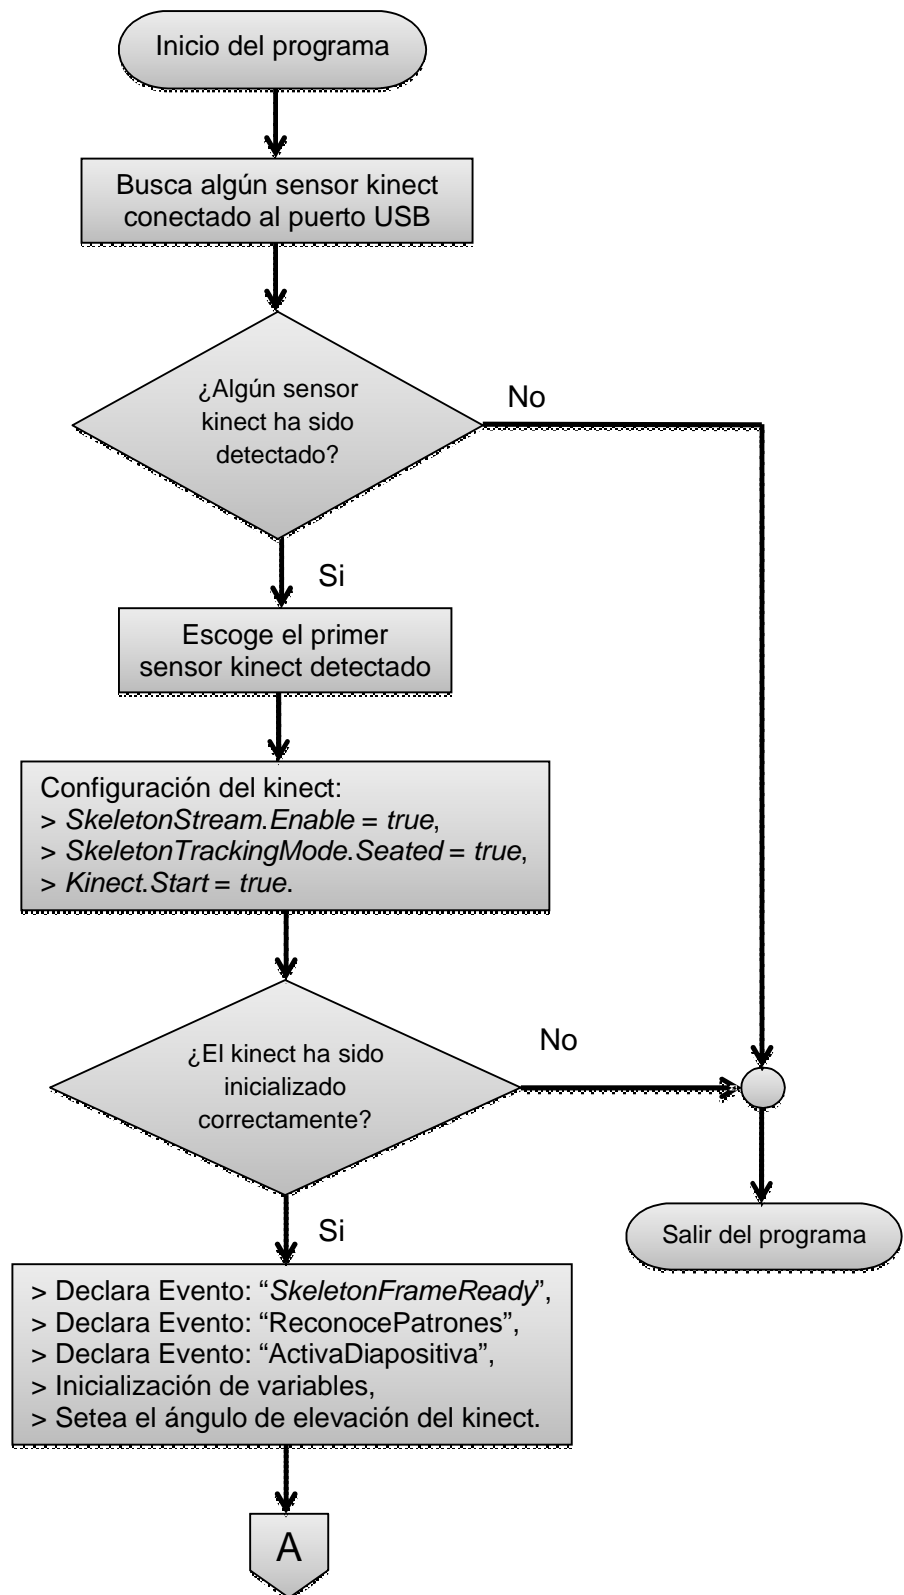 Inicio del programa
Busca algún sensor kinect
conectado al puerto USB
¿Algún sensor
kinect ha sido
detectado?
No
Si
Escoge el primer
sensor kinect detectado
Configuración del kinect:
> SkeletonStream.Enable = true,
> SkeletonTrackingMode.Seated = true,
> Kinect.Start = true.
¿El kinect ha sido
inicializado
correctamente?
No
Si
Salir del programa
> Declara Evento: “SkeletonFrameReady”,
> Declara Evento: “ReconocePatrones”,
> Declara Evento: “ActivaDiapositiva”,
> Inicialización de variables,
> Setea el ángulo de elevación del kinect.
A